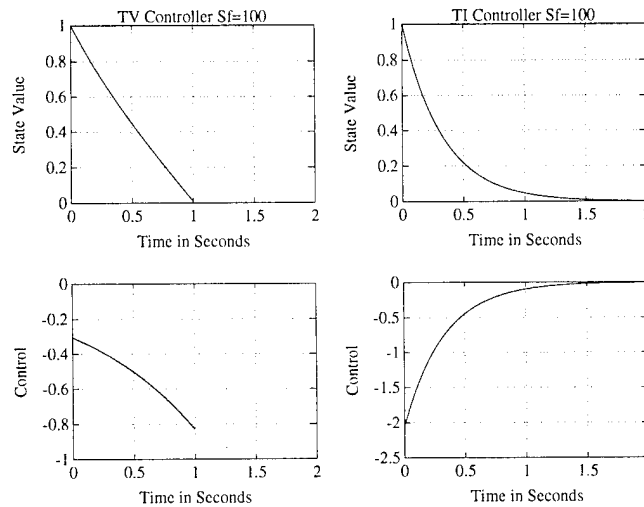 TV Controller Sf=100
1
0.8
0.6
0.4
0.2
0
State Value
0 0.5 1 1.5 2
Time in Seconds
TI Controller Sf=100
1
0.8
0.6
0.4
0.2
0
State Value
0 0.5 1 1.5
Time in Seconds
0
-0.2
-0.4
-0.6
-0.8
-1
Control
0 0.5 1 1.5 2
Time in Seconds
0
-0.5
-1
-1.5
-2
-2.5
Control
0 0.5 1 1.5
Time in Seconds